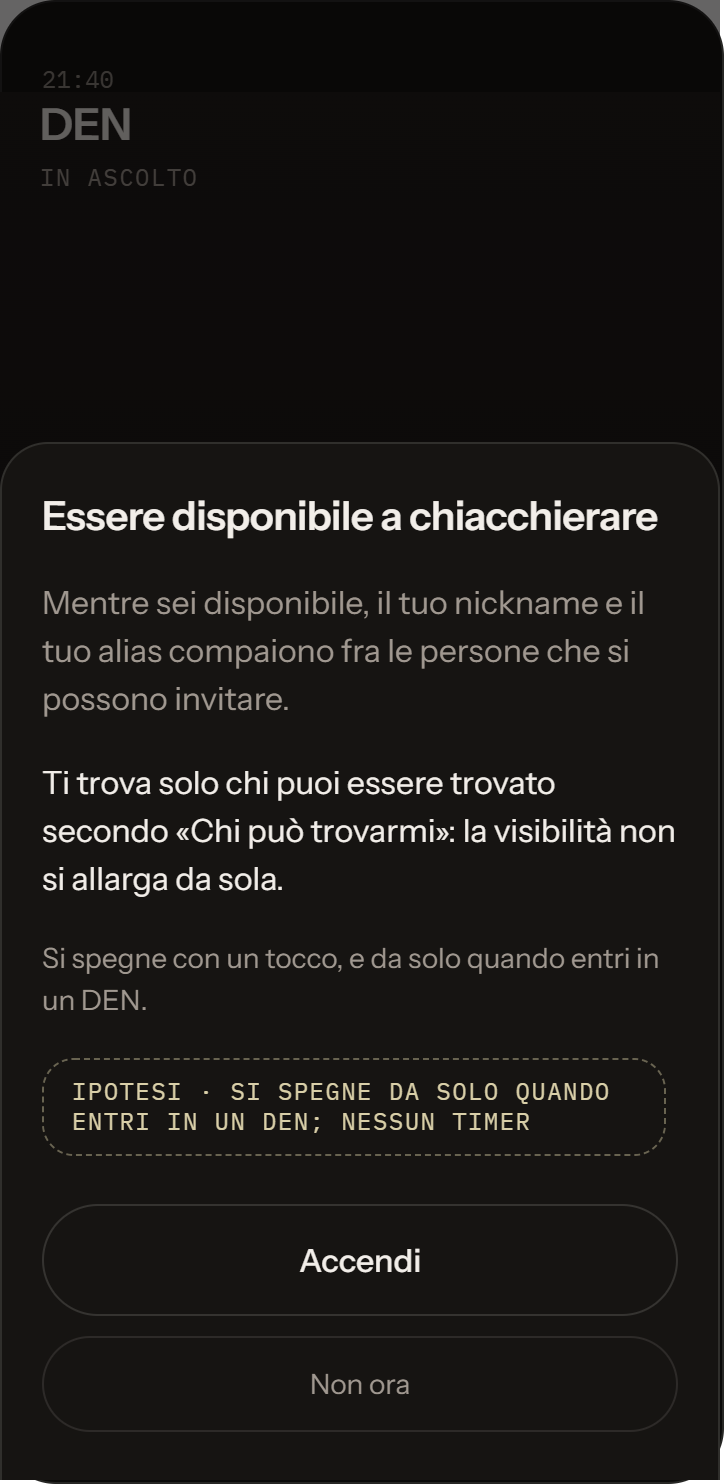 21:40
DEN
IN ASCOLTO
Essere disponibile a chiacchierare
Mentre sei disponibile, il tuo nickname e il
tuo alias compaiono fra le persone che si
possono invitare.
Ti trova solo chi puoi essere trovato
secondo «Chi può trovarmi»: la visibilità non
si allarga da sola.
Si spegne con un tocco, e da solo quando entri in
un DEN.
IPOTESI · SI SPEGNE DA SOLO QUANDO
ENTRI IN UN DEN; NESSUN TIMER
Accendi
Non ora